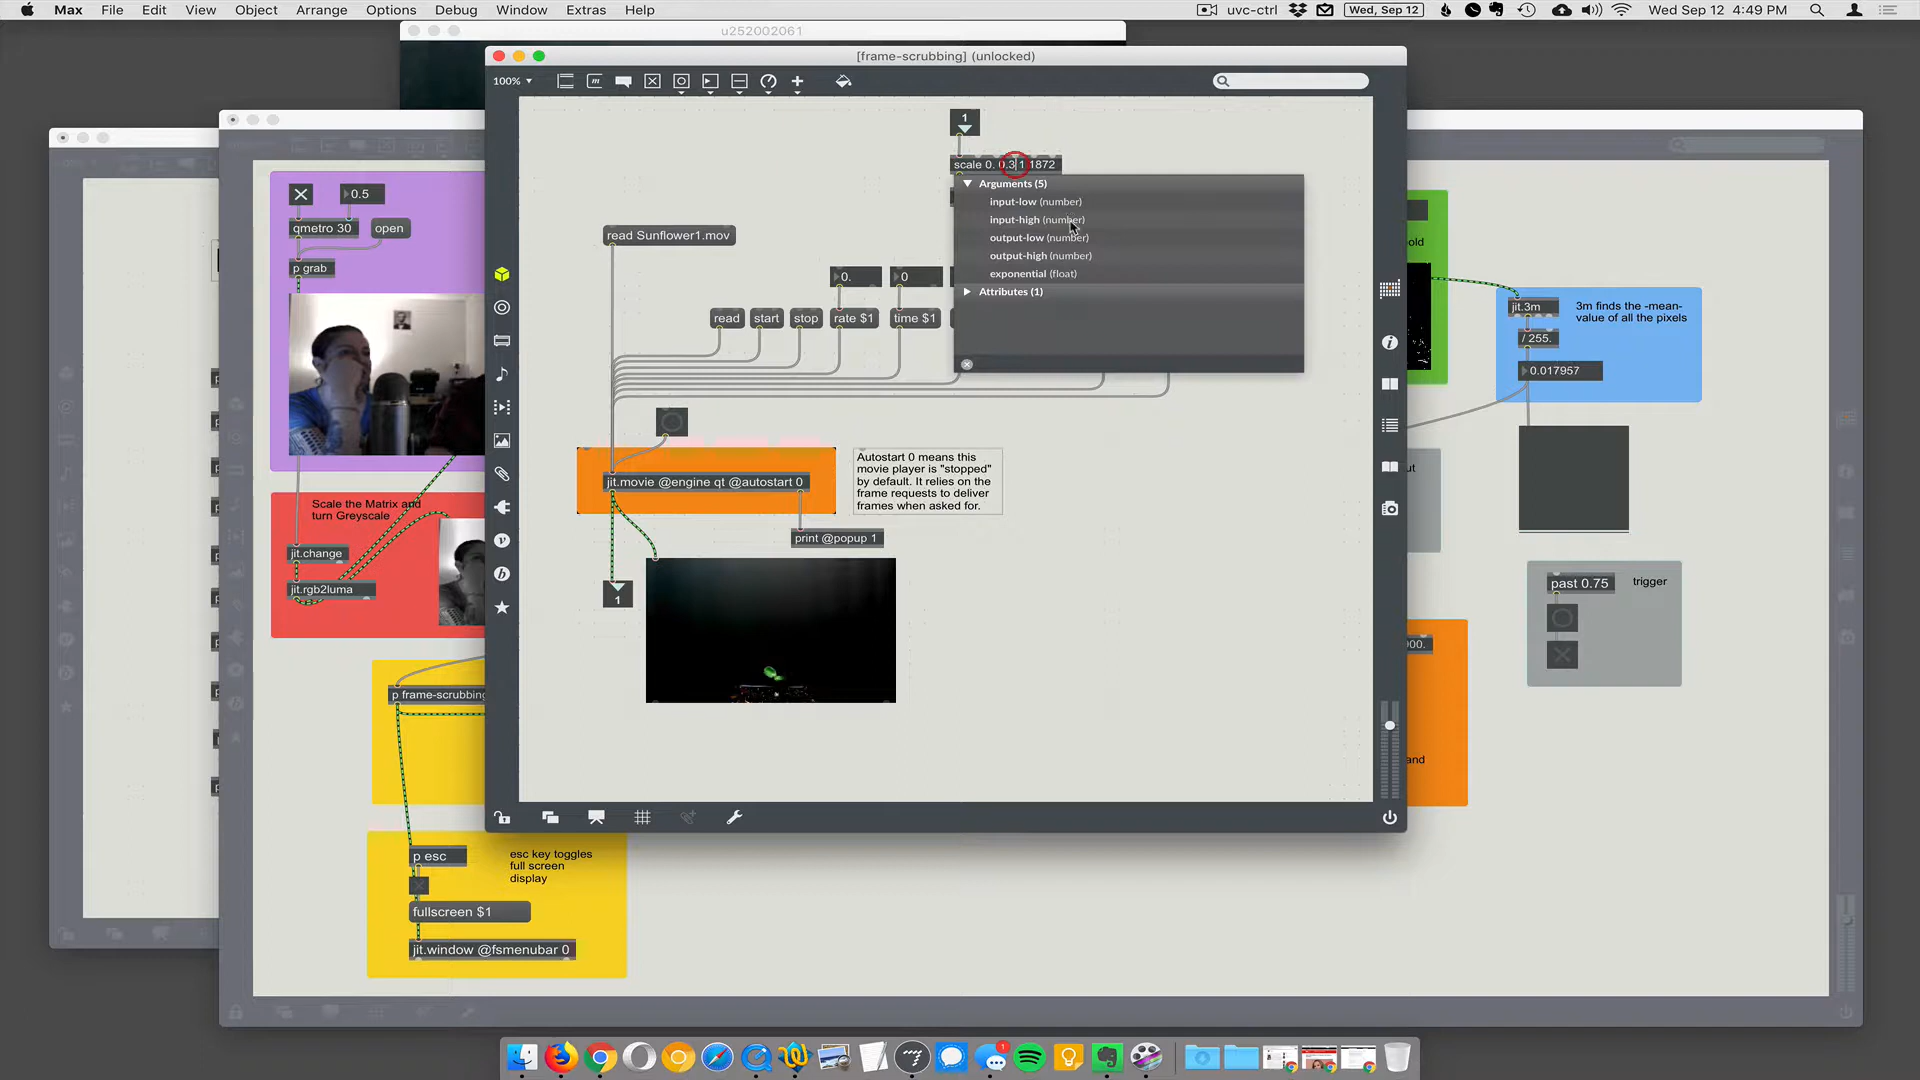 Max File Edit View Object Arrange Options Debug Window Extras Help
uvc-ctrl Wed, Sep 12 Wed Sep 12 4:49 PM
u252002061
[frame-scrubbing] (unlocked)
100%
1
scale 0. 0.3 1 1872
Arguments (5)
input-low (number)
input-high (number)
output-low (number)
output-high (number)
exponential (float)
Attributes (1)
read Sunflower1.mov
0.
0
read
start
stop
rate $1
time $1
jit.movie @engine qt @autostart 0
Autostart 0 means this
movie player is "stopped"
by default. It relies on the
frame requests to deliver
frames when asked for.
print @popup 1
1
0.5
qmetro 30
open
p grab
Scale the Matrix and
turn Greyscale
jit.change
jit.rgb2luma
p frame-scrubbing
p esc
esc key toggles
full screen
display
fullscreen $1
jit.window @fsmenubar 0
old
jit.3m
3m finds the -mean-
value of all the pixels
/ 255.
0.017957
ut
past 0.75
trigger
00.
and
1